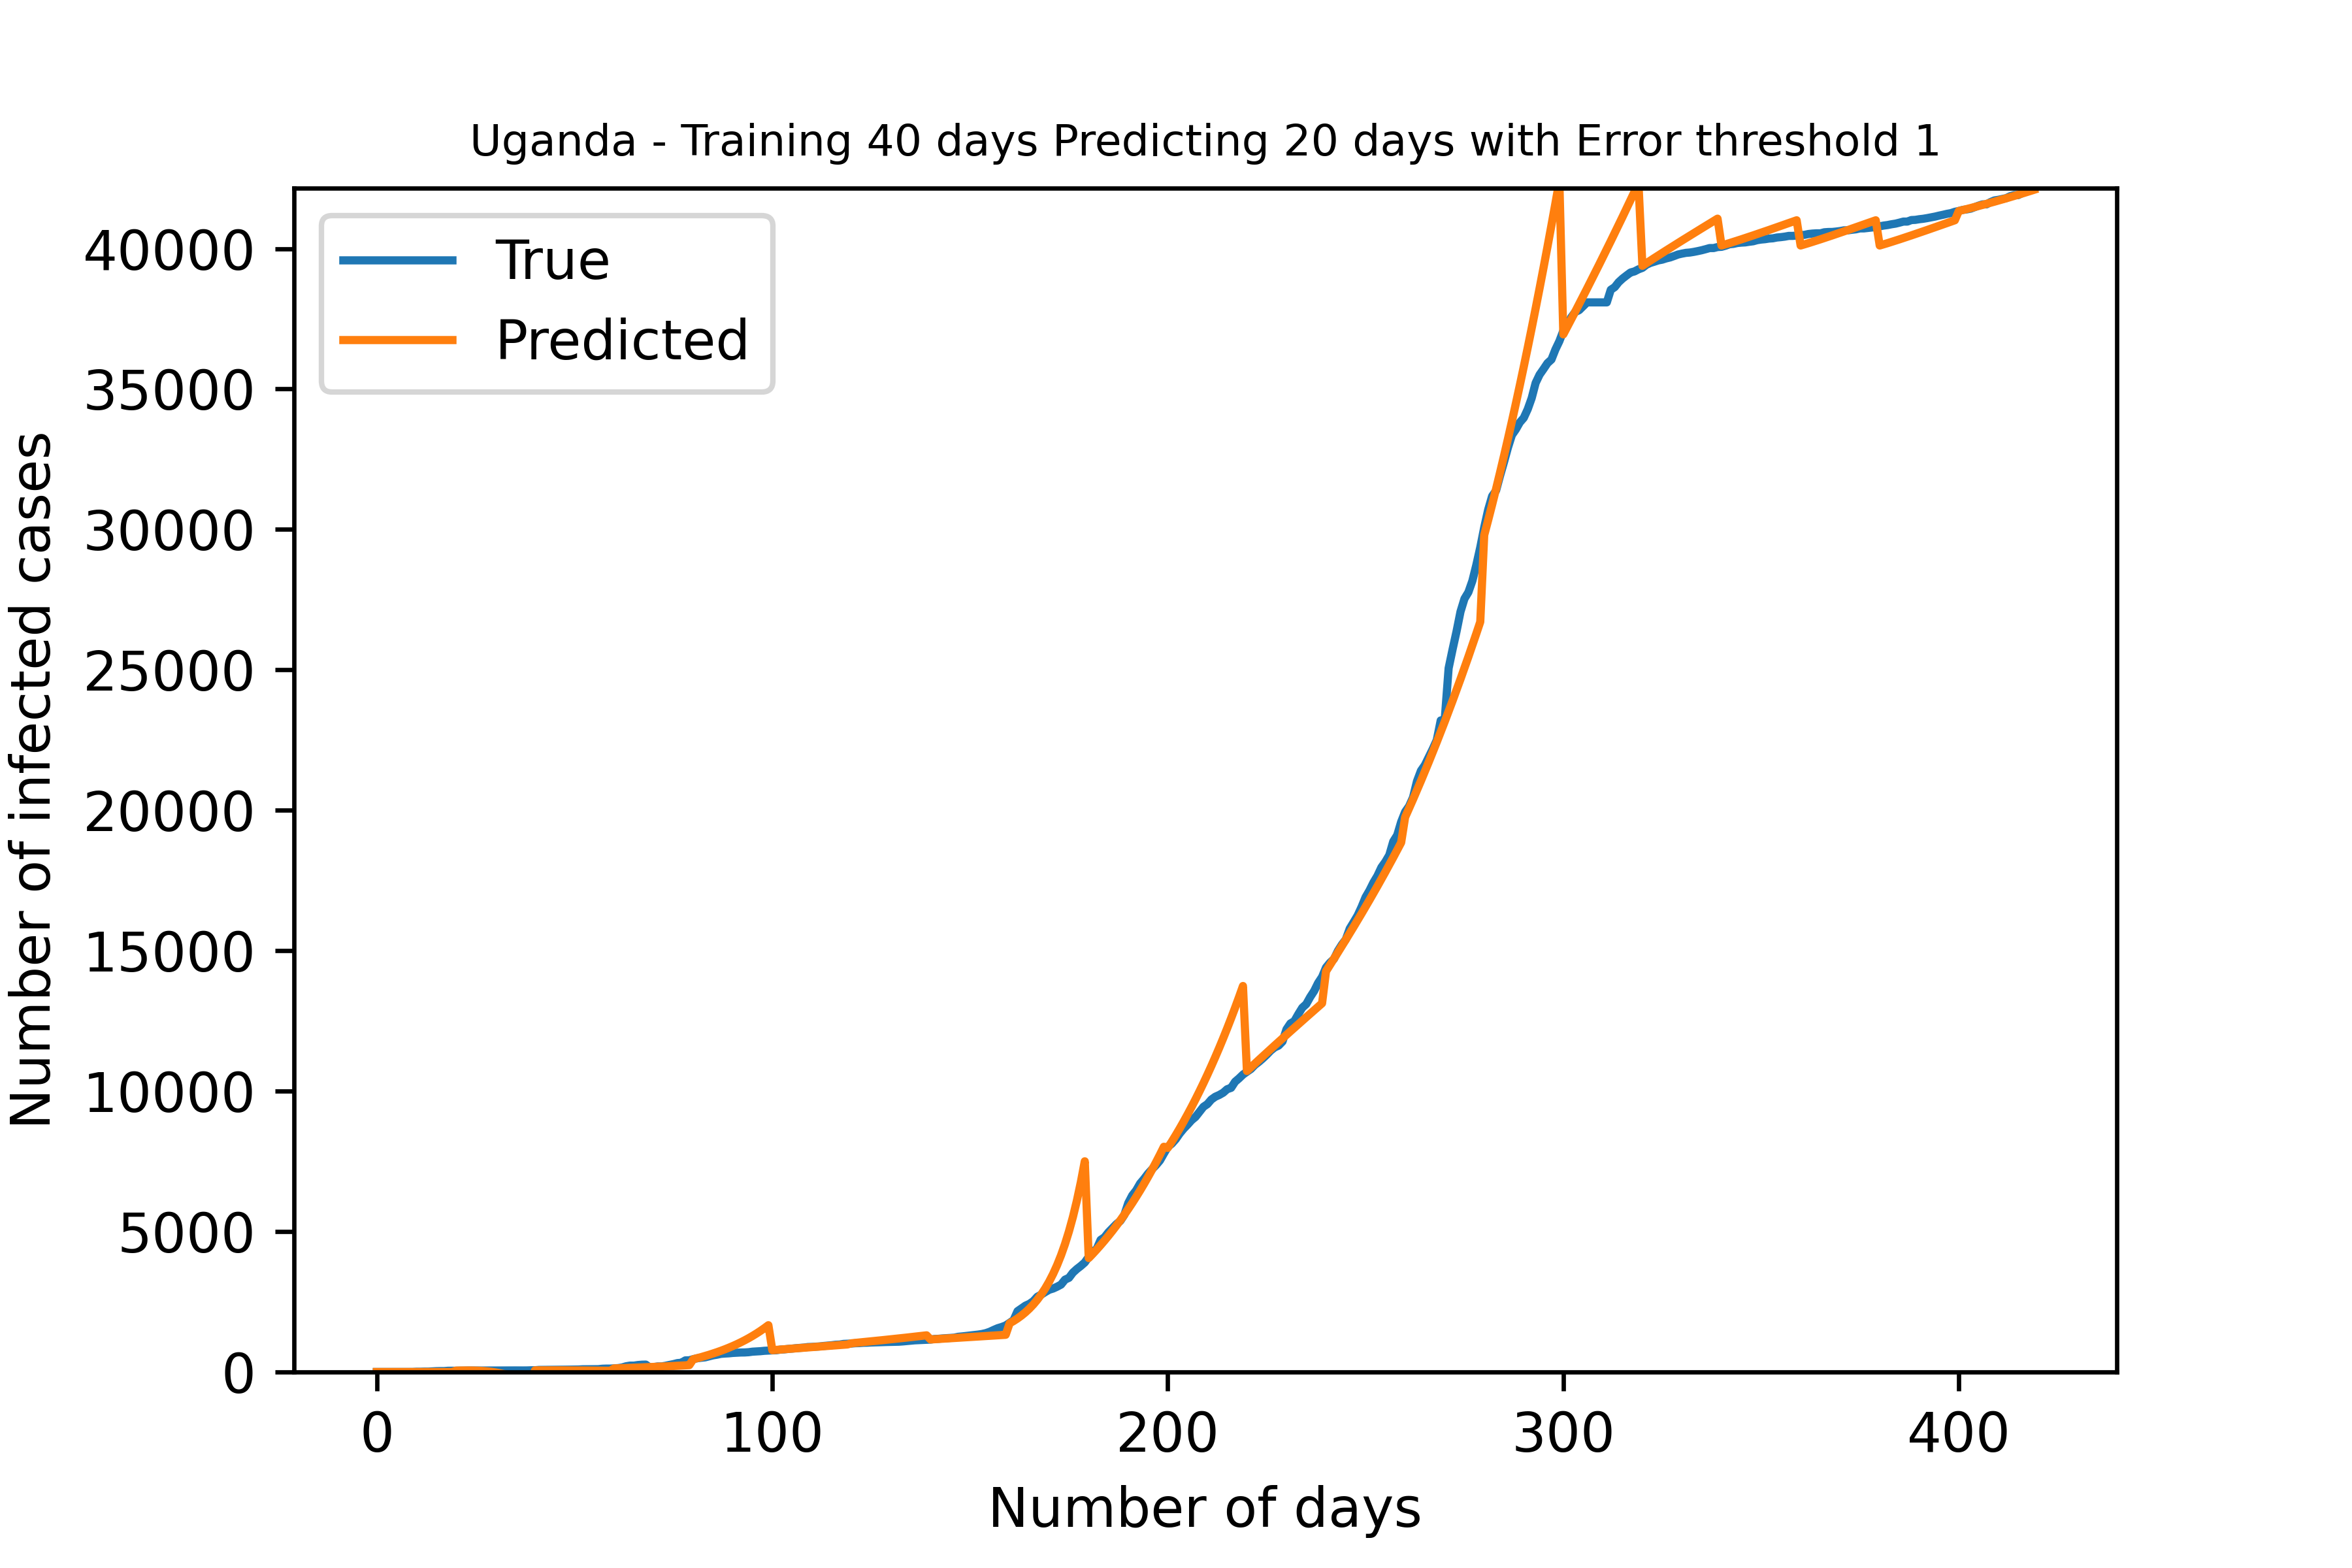 Uganda - Training 40 days Predicting 20 days with Error threshold 1
True
Predicted
40000
35000
30000
25000
20000
15000
10000
5000
0
Number of infected cases
0 100 200 300 400
Number of days